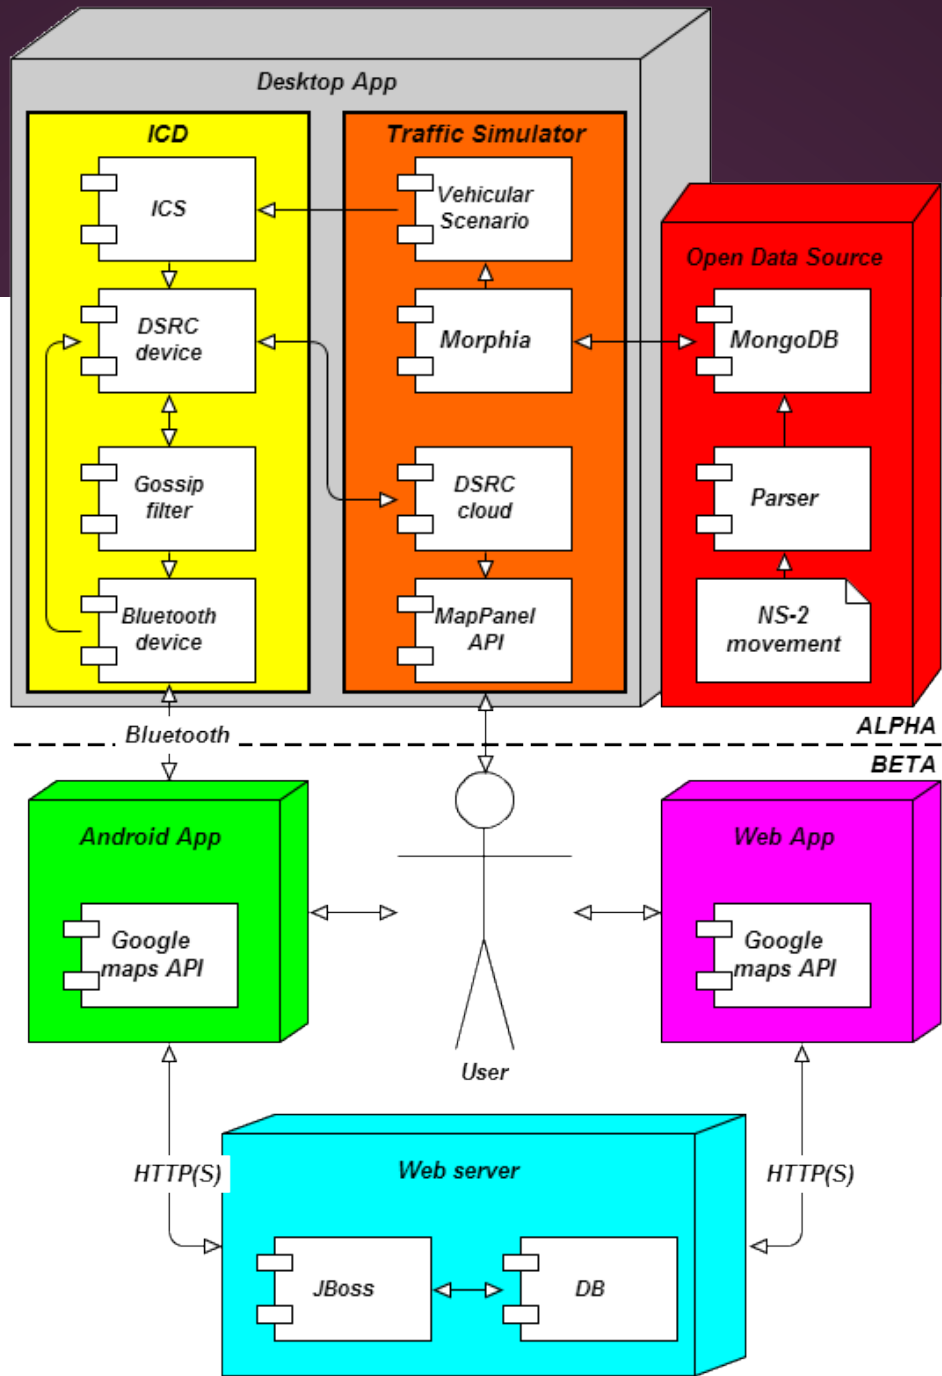 Desktop App
ICD
Traffic Simulator
ICS
Vehicular
Scenario
Open Data Source
DSRC
device
Morphia
MongoDB
Gossip
filter
DSRC
cloud
Parser
Bluetooth
device
MapPanel
API
NS-2
movement
ALPHA
Bluetooth
BETA
Android App
Web App
Google
maps API
Google
maps API
User
HTTP(S)
Web server
HTTP(S)
JBoss
DB